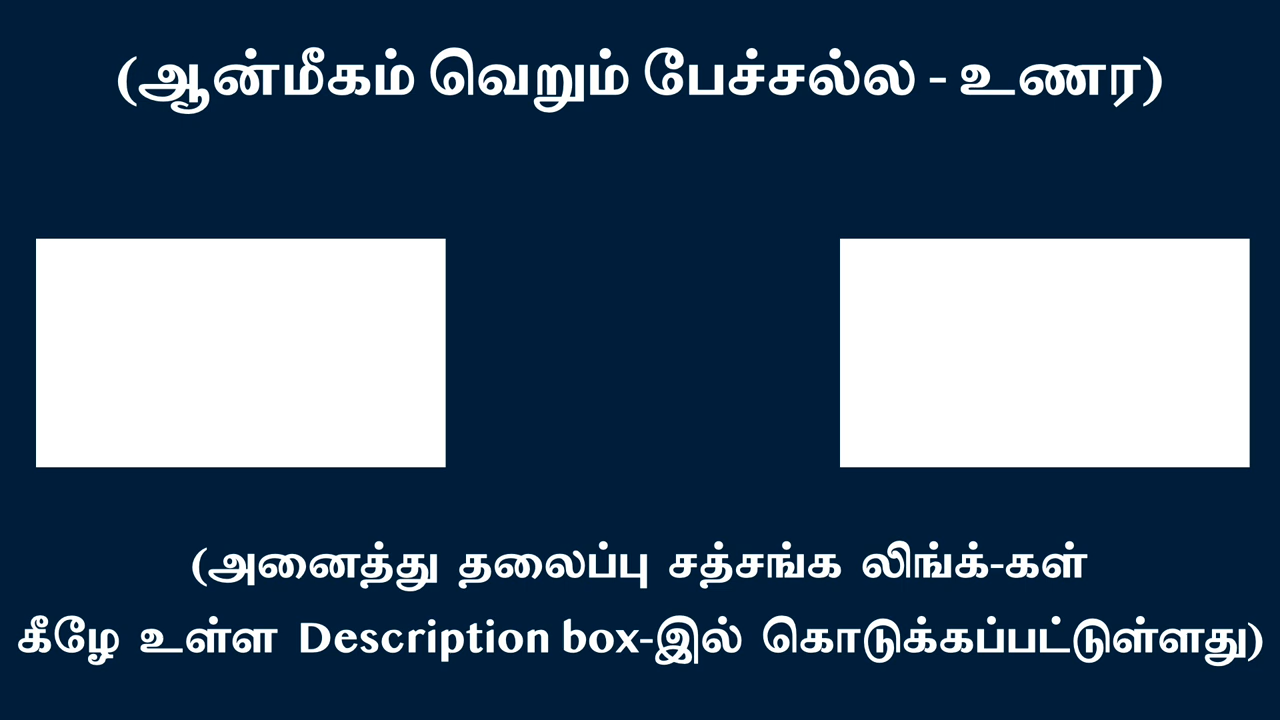 (ஆன்மீகம் வெறும் பேச்சல்ல - உணர)
(அனைத்து தலைப்பு சத்சங்க லிங்க்-கள்
கீழே உள்ள Description box-இல் கொடுக்கப்பட்டுள்ளது)